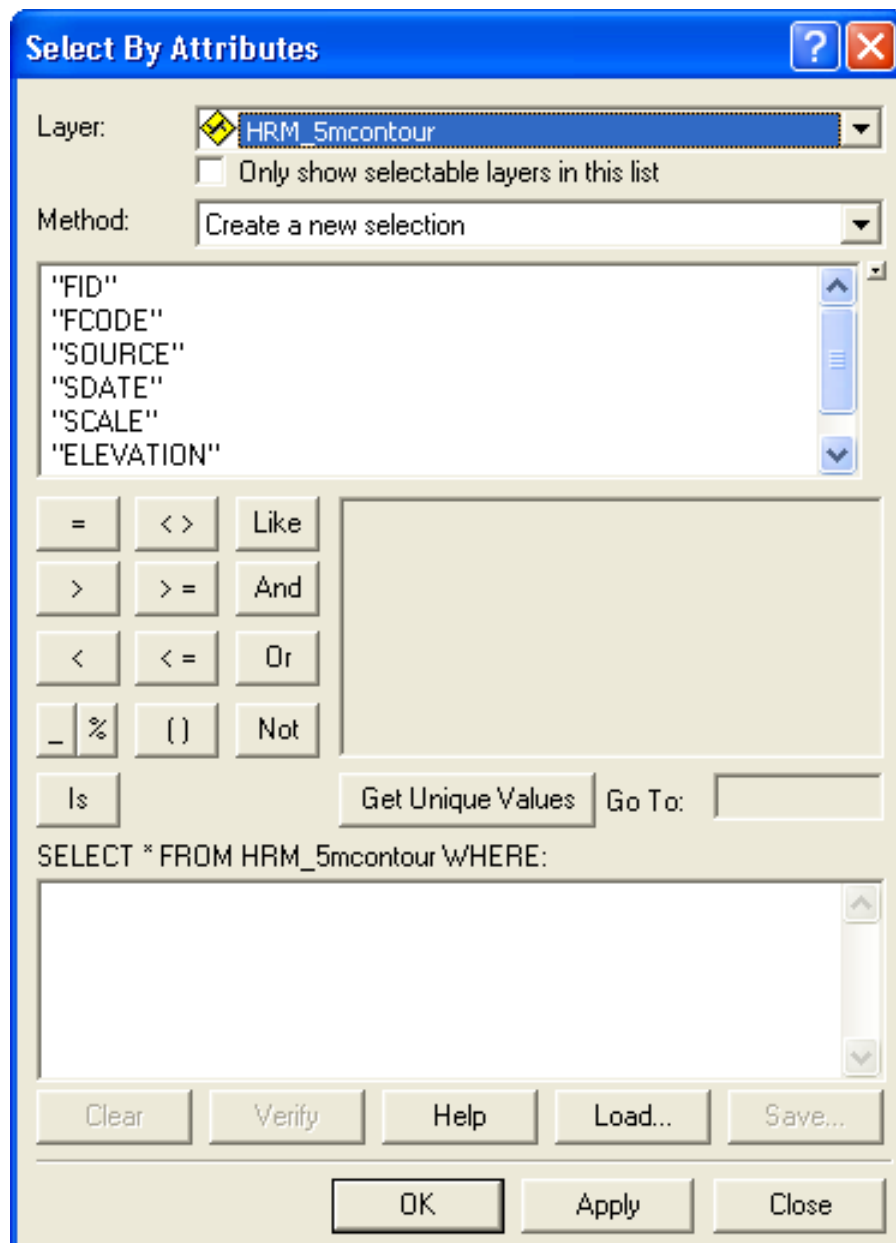 Select By Attributes
Layer: HRM_5mcontour
Only show selectable layers in this list
Method: Create a new selection
"FID"
"FCODE"
"SOURCE"
"SDATE"
"SCALE"
"ELEVATION"
= < > Like
> > = And
< < = Or
_ % ( ) Not
Is Get Unique Values Go To:
SELECT * FROM HRM_5mcontour WHERE:
Clear Verify Help Load... Save...
OK Apply Close